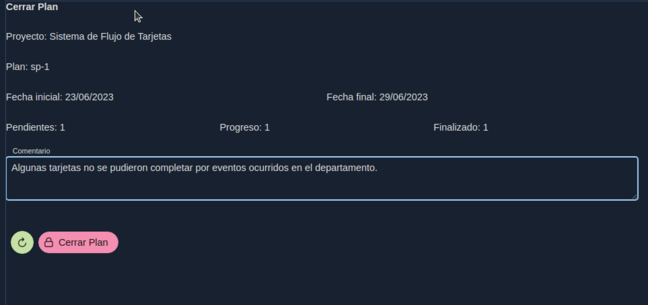 Cerrar Plan
Proyecto: Sistema de Flujo de Tarjetas
Plan: sp-1
Fecha inicial: 23/06/2023 Fecha final: 29/06/2023
Pendientes: 1 Progreso: 1 Finalizado: 1
Comentario
Algunas tarjetas no se pudieron completar por eventos ocurridos en el departamento.
Cerrar Plan